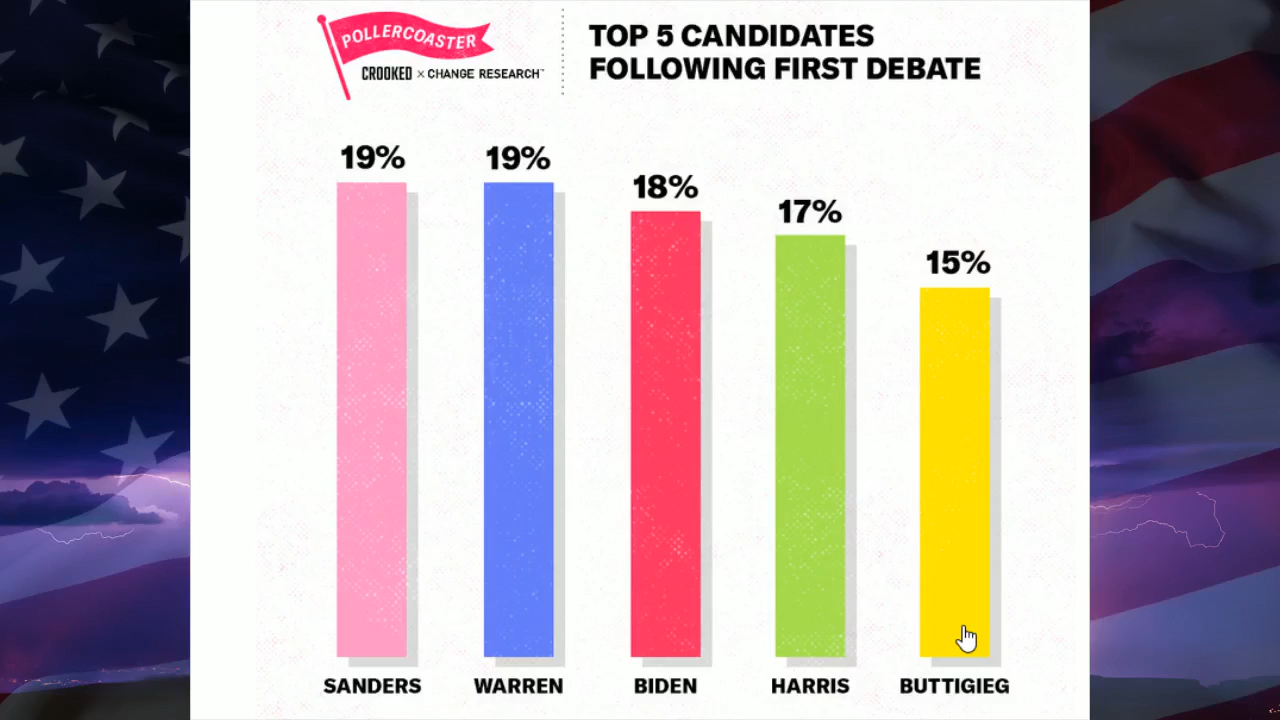 POLLERCOASTER
CROOKED × CHANGE RESEARCH™
TOP 5 CANDIDATES
FOLLOWING FIRST DEBATE
19%
19%
18%
17%
15%
SANDERS
WARREN
BIDEN
HARRIS
BUTTIGIEG